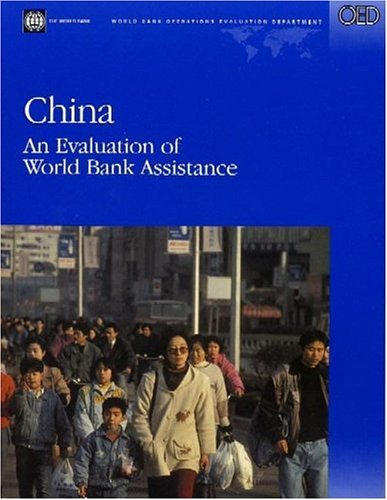 THE WORLD BANK
WORLD BANK OPERATIONS EVALUATION DEPARTMENT
OED
China
An Evaluation of
World Bank Assistance